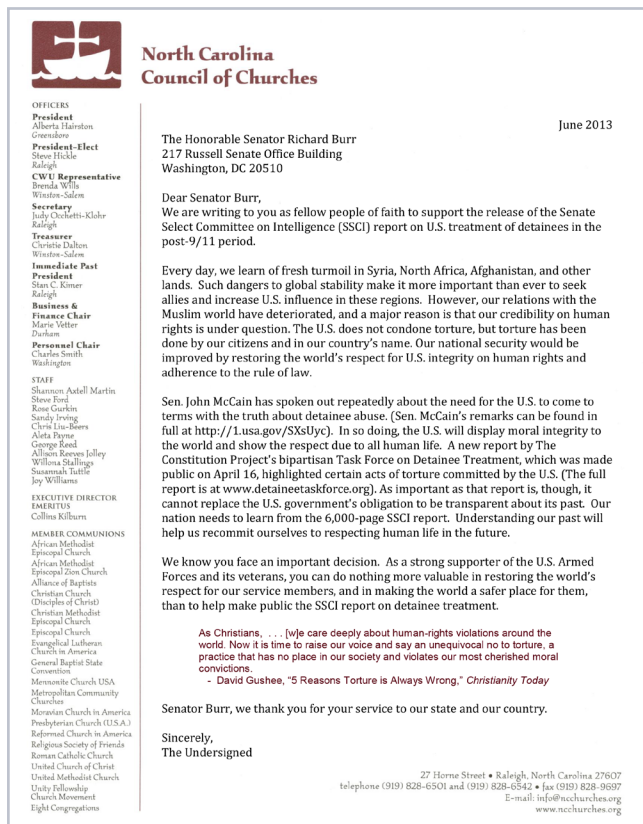 North Carolina
Council of Churches
OFFICERS
President
Alberta Hairston
Greensboro
President-Elect
Steve Hickle
Raleigh
CWU Representative
Brenda Wills
Winston-Salem
Secretary
Judy Occhetti-Klohr
Raleigh
Treasurer
Christie Dalton
Winston-Salem
Immediate Past
President
Stan C. Kimer
Raleigh
Business &
Finance Chair
Marie Vetter
Durham
Personnel Chair
Charles Smith
Washington
STAFF
Shannon Axtell Martin
Steve Ford
Rose Gurkin
Sandy Irving
Chris Liu-Beers
Aleta Payne
George Reed
Allison Reeves Jolley
Willona Stallings
Susannah Tuttle
Joy Williams
EXECUTIVE DIRECTOR
EMERITUS
Collins Kilburn
MEMBER COMMUNIONS
African Methodist
Episcopal Church
African Methodist
Episcopal Zion Church
Alliance of Baptists
Christian Church
(Disciples of Christ)
Christian Methodist
Episcopal Church
Episcopal Church
Evangelical Lutheran
Church in America
General Baptist State
Convention
Mennonite Church USA
Metropolitan Community
Churches
Moravian Church in America
Presbyterian Church (U.S.A.)
Reformed Church in America
Religious Society of Friends
Roman Catholic Church
United Church of Christ
United Methodist Church
Unity Fellowship
Church Movement
Eight Congregations
June 2013
The Honorable Senator Richard Burr
217 Russell Senate Office Building
Washington, DC 20510
Dear Senator Burr,
We are writing to you as fellow people of faith to support the release of the Senate
Select Committee on Intelligence (SSCI) report on U.S. treatment of detainees in the
post-9/11 period.
Every day, we learn of fresh turmoil in Syria, North Africa, Afghanistan, and other
lands. Such dangers to global stability make it more important than ever to seek
allies and increase U.S. influence in these regions. However, our relations with the
Muslim world have deteriorated, and a major reason is that our credibility on human
rights is under question. The U.S. does not condone torture, but torture has been
done by our citizens and in our country's name. Our national security would be
improved by restoring the world's respect for U.S. integrity on human rights and
adherence to the rule of law.
Sen. John McCain has spoken out repeatedly about the need for the U.S. to come to
terms with the truth about detainee abuse. (Sen. McCain's remarks can be found in
full at http://1.usa.gov/SXsUyc). In so doing, the U.S. will display moral integrity to
the world and show the respect due to all human life. A new report by The
Constitution Project's bipartisan Task Force on Detainee Treatment, which was made
public on April 16, highlighted certain acts of torture committed by the U.S. (The full
report is at www.detaineetaskforce.org). As important as that report is, though, it
cannot replace the U.S. government's obligation to be transparent about its past. Our
nation needs to learn from the 6,000-page SSCI report. Understanding our past will
help us recommit ourselves to respecting human life in the future.
We know you face an important decision. As a strong supporter of the U.S. Armed
Forces and its veterans, you can do nothing more valuable in restoring the world's
respect for our service members, and in making the world a safer place for them,
than to help make public the SSCI report on detainee treatment.
As Christians, . . . [w]e care deeply about human-rights violations around the
world. Now it is time to raise our voice and say an unequivocal no to torture, a
practice that has no place in our society and violates our most cherished moral
convictions.
- David Gushee, "5 Reasons Torture is Always Wrong," Christianity Today
Senator Burr, we thank you for your service to our state and our country.
Sincerely,
The Undersigned
27 Horne Street • Raleigh, North Carolina 27607
telephone (919) 828-6501 and (919) 828-6542 • fax (919) 828-9697
E-mail: info@ncchurches.org
www.ncchurches.org